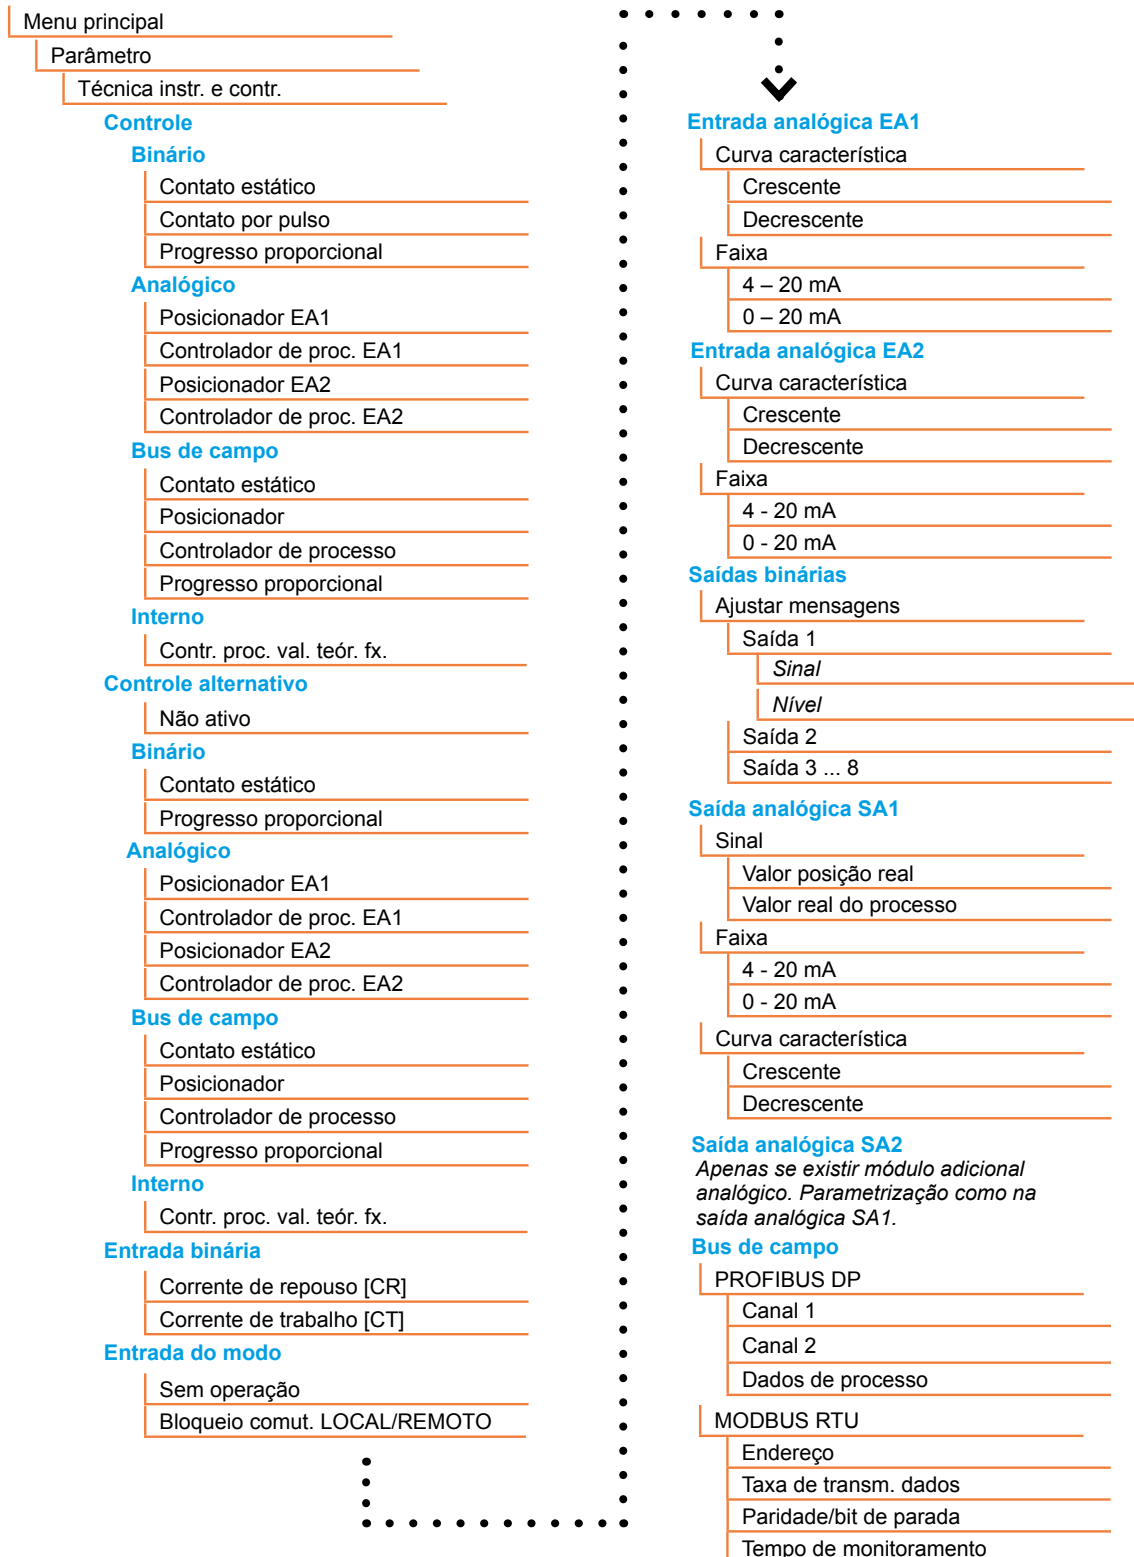 Menu principal
Parâmetro
Técnica instr. e contr.
Controle
Binário
Contato estático
Contato por pulso
Progresso proporcional
Analógico
Posicionador EA1
Controlador de proc. EA1
Posicionador EA2
Controlador de proc. EA2
Bus de campo
Contato estático
Posicionador
Controlador de processo
Progresso proporcional
Interno
Contr. proc. val. teór. fx.
Controle alternativo
Não ativo
Binário
Contato estático
Progresso proporcional
Analógico
Posicionador EA1
Controlador de proc. EA1
Posicionador EA2
Controlador de proc. EA2
Bus de campo
Contato estático
Posicionador
Controlador de processo
Progresso proporcional
Interno
Contr. proc. val. teór. fx.
Entrada binária
Corrente de repouso [CR]
Corrente de trabalho [CT]
Entrada do modo
Sem operação
Bloqueio comut. LOCAL/REMOTO
Entrada analógica EA1
Curva característica
Crescente
Decrescente
Faixa
4 – 20 mA
0 – 20 mA
Entrada analógica EA2
Curva característica
Crescente
Decrescente
Faixa
4 - 20 mA
0 - 20 mA
Saídas binárias
Ajustar mensagens
Saída 1
Sinal
Nível
Saída 2
Saída 3 ... 8
Saída analógica SA1
Sinal
Valor posição real
Valor real do processo
Faixa
4 - 20 mA
0 - 20 mA
Curva característica
Crescente
Decrescente
Saída analógica SA2
Apenas se existir módulo adicional
analógico. Parametrização como na
saída analógica SA1.
Bus de campo
PROFIBUS DP
Canal 1
Canal 2
Dados de processo
MODBUS RTU
Endereço
Taxa de transm. dados
Paridade/bit de parada
Tempo de monitoramento